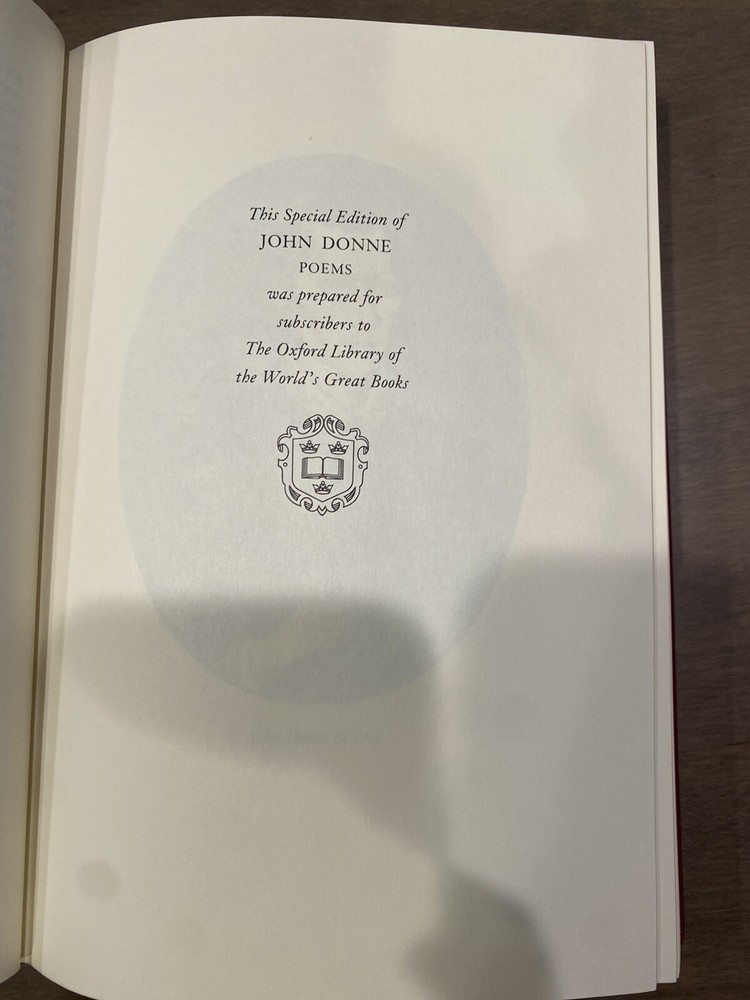 This Special Edition of
JOHN DONNE
POEMS
was prepared for
subscribers to
The Oxford Library of
the World's Great Books